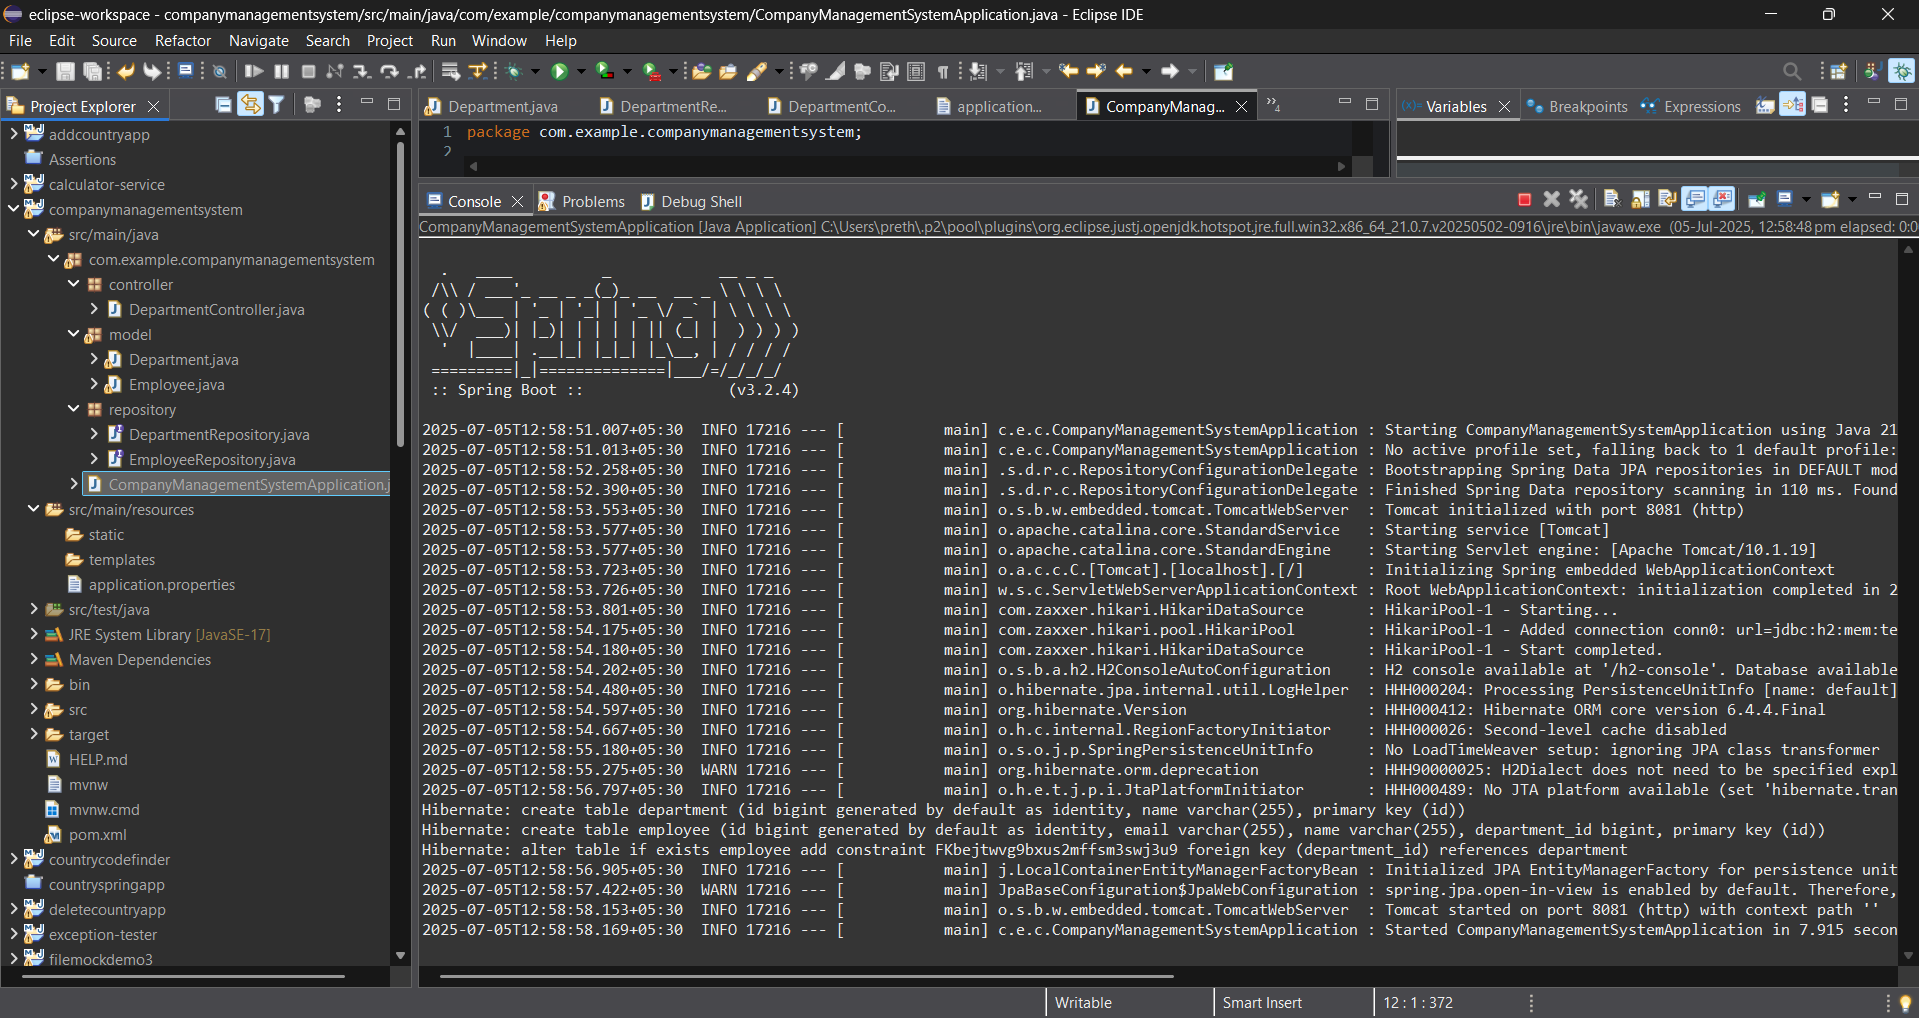 eclipse-workspace - companymanagementsystem/src/main/java/com/example/companymanagementsystem/CompanyManagementSystemApplication.java - Eclipse IDE
File Edit Source Refactor Navigate Search Project Run Window Help
Project Explorer
addcountryapp
Assertions
calculator-service
companymanagementsystem
src/main/java
com.example.companymanagementsystem
controller
DepartmentController.java
model
Department.java
Employee.java
repository
DepartmentRepository.java
EmployeeRepository.java
CompanyManagementSystemApplication.j
src/main/resources
static
templates
application.properties
src/test/java
JRE System Library [JavaSE-17]
Maven Dependencies
bin
src
target
HELP.md
mvnw
mvnw.cmd
pom.xml
countrycodefinder
countryspringapp
deletecountryapp
exception-tester
filemockdemo3
Department.java DepartmentRe... DepartmentCo... application... CompanyManag... »4
1 package com.example.companymanagementsystem;
2
(x)= Variables Breakpoints Expressions
Console Problems Debug Shell
CompanyManagementSystemApplication [Java Application] C:\Users\preth\.p2\pool\plugins\org.eclipse.justj.openjdk.hotspot.jre.full.win32.x86_64_21.0.7.v20250502-0916\jre\bin\javaw.exe (05-Jul-2025, 12:58:48 pm elapsed: 0:0
  .   ____          _            __ _ _
 /\\ / ___'_ __ _ _(_)_ __  __ _ \ \ \ \
( ( )\___ | '_ | '_| | '_ \/ _` | \ \ \ \
 \\/  ___)| |_)| | | | | || (_| |  ) ) ) )
  '  |____| .__|_| |_|_| |_\__, | / / / /
 =========|_|==============|___/=/_/_/_/
 :: Spring Boot ::                (v3.2.4)
2025-07-05T12:58:51.007+05:30  INFO 17216 --- [           main] c.e.c.CompanyManagementSystemApplication : Starting CompanyManagementSystemApplication using Java 21
2025-07-05T12:58:51.013+05:30  INFO 17216 --- [           main] c.e.c.CompanyManagementSystemApplication : No active profile set, falling back to 1 default profile:
2025-07-05T12:58:52.258+05:30  INFO 17216 --- [           main] .s.d.r.c.RepositoryConfigurationDelegate : Bootstrapping Spring Data JPA repositories in DEFAULT mod
2025-07-05T12:58:52.390+05:30  INFO 17216 --- [           main] .s.d.r.c.RepositoryConfigurationDelegate : Finished Spring Data repository scanning in 110 ms. Found
2025-07-05T12:58:53.553+05:30  INFO 17216 --- [           main] o.s.b.w.embedded.tomcat.TomcatWebServer  : Tomcat initialized with port 8081 (http)
2025-07-05T12:58:53.577+05:30  INFO 17216 --- [           main] o.apache.catalina.core.StandardService   : Starting service [Tomcat]
2025-07-05T12:58:53.577+05:30  INFO 17216 --- [           main] o.apache.catalina.core.StandardEngine    : Starting Servlet engine: [Apache Tomcat/10.1.19]
2025-07-05T12:58:53.723+05:30  INFO 17216 --- [           main] o.a.c.c.C.[Tomcat].[localhost].[/]       : Initializing Spring embedded WebApplicationContext
2025-07-05T12:58:53.726+05:30  INFO 17216 --- [           main] w.s.c.ServletWebServerApplicationContext : Root WebApplicationContext: initialization completed in 2
2025-07-05T12:58:53.801+05:30  INFO 17216 --- [           main] com.zaxxer.hikari.HikariDataSource       : HikariPool-1 - Starting...
2025-07-05T12:58:54.175+05:30  INFO 17216 --- [           main] com.zaxxer.hikari.pool.HikariPool        : HikariPool-1 - Added connection conn0: url=jdbc:h2:mem:te
2025-07-05T12:58:54.180+05:30  INFO 17216 --- [           main] com.zaxxer.hikari.HikariDataSource       : HikariPool-1 - Start completed.
2025-07-05T12:58:54.202+05:30  INFO 17216 --- [           main] o.s.b.a.h2.H2ConsoleAutoConfiguration    : H2 console available at '/h2-console'. Database available
2025-07-05T12:58:54.480+05:30  INFO 17216 --- [           main] o.hibernate.jpa.internal.util.LogHelper  : HHH000204: Processing PersistenceUnitInfo [name: default]
2025-07-05T12:58:54.597+05:30  INFO 17216 --- [           main] org.hibernate.Version                    : HHH000412: Hibernate ORM core version 6.4.4.Final
2025-07-05T12:58:54.667+05:30  INFO 17216 --- [           main] o.h.c.internal.RegionFactoryInitiator    : HHH000026: Second-level cache disabled
2025-07-05T12:58:55.180+05:30  INFO 17216 --- [           main] o.s.o.j.p.SpringPersistenceUnitInfo      : No LoadTimeWeaver setup: ignoring JPA class transformer
2025-07-05T12:58:55.275+05:30  WARN 17216 --- [           main] org.hibernate.orm.deprecation            : HHH90000025: H2Dialect does not need to be specified expl
2025-07-05T12:58:56.797+05:30  INFO 17216 --- [           main] o.h.e.t.j.p.i.JtaPlatformInitiator       : HHH000489: No JTA platform available (set 'hibernate.tran
Hibernate: create table department (id bigint generated by default as identity, name varchar(255), primary key (id))
Hibernate: create table employee (id bigint generated by default as identity, email varchar(255), name varchar(255), department_id bigint, primary key (id))
Hibernate: alter table if exists employee add constraint FKbejtwvg9bxus2mffsm3swj3u9 foreign key (department_id) references department
2025-07-05T12:58:56.905+05:30  INFO 17216 --- [           main] j.LocalContainerEntityManagerFactoryBean : Initialized JPA EntityManagerFactory for persistence unit
2025-07-05T12:58:57.422+05:30  WARN 17216 --- [           main] JpaBaseConfiguration$JpaWebConfiguration : spring.jpa.open-in-view is enabled by default. Therefore,
2025-07-05T12:58:58.153+05:30  INFO 17216 --- [           main] o.s.b.w.embedded.tomcat.TomcatWebServer  : Tomcat started on port 8081 (http) with context path ''
2025-07-05T12:58:58.169+05:30  INFO 17216 --- [           main] c.e.c.CompanyManagementSystemApplication : Started CompanyManagementSystemApplication in 7.915 secon
Writable Smart Insert 12 : 1 : 372